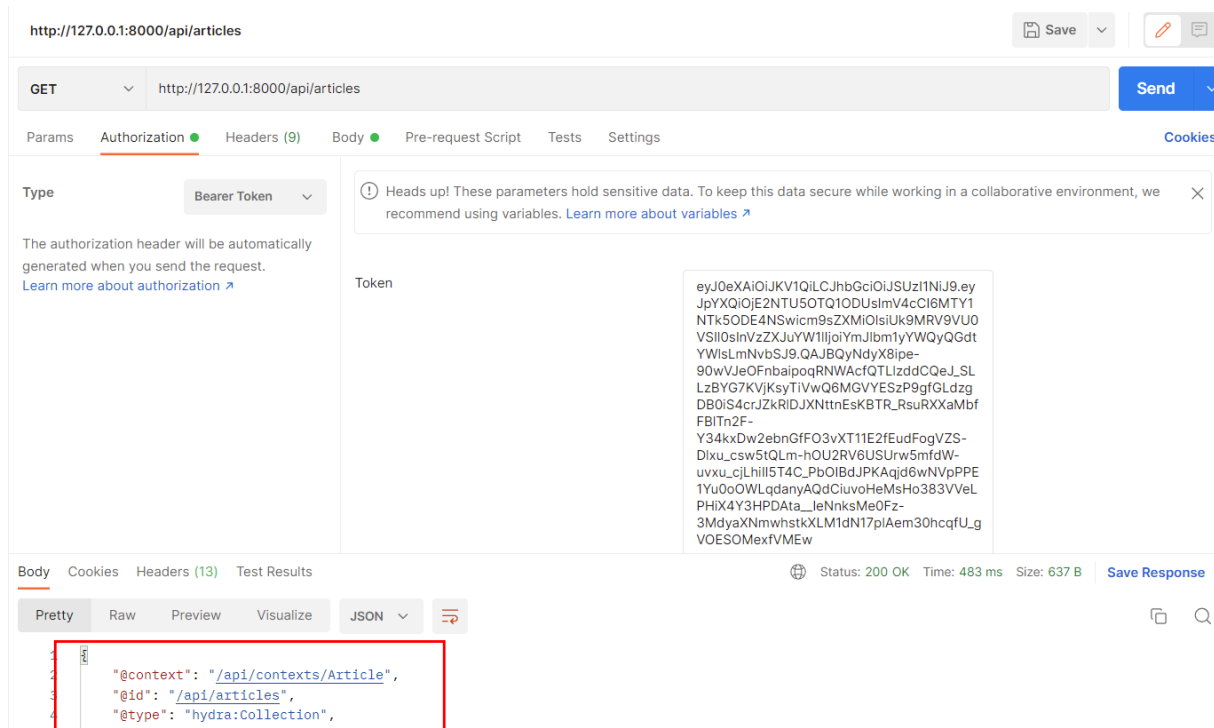 http://127.0.0.1:8000/api/articles
Save
GET
http://127.0.0.1:8000/api/articles
Send
Params Authorization Headers (9) Body Pre-request Script Tests Settings Cookies
Type
Bearer Token
Heads up! These parameters hold sensitive data. To keep this data secure while working in a collaborative environment, we
recommend using variables. Learn more about variables ↗
The authorization header will be automatically
generated when you send the request.
Learn more about authorization ↗
Token
eyJ0eXAiOiJKV1QiLCJhbGciOiJSUzI1NiJ9.ey
JpYXQiOjE2NTU5OTQ1ODUsImV4cCI6MTY1
NTk5ODE4NSwicm9sZXMiOlsiUk9MRV9VU0
VSIl0sInVzZXJuYW1lIjoiYmJlbm1yYWQyQGdt
YWlsLmNvbSJ9.QAJBQyNdyX8ipe-
90wVJeOFnbaipoqRNWAcfQTLlzddCQeJ_SL
LzBYG7KVjKsyTiVwQ6MGVYESzP9gfGLdzg
DB0iS4crJZkRlDJXNttnEsKBTR_RsuRXXaMbf
FBlTn2F-
Y34kxDw2ebnGfFO3vXT11E2fEudFogVZS-
Dlxu_csw5tQLm-hOU2RV6USUrw5mfdW-
uvxu_cjLhiIl5T4C_PbOlBdJPKAqjd6wNVpPPE
1Yu0oOWLqdanyAQdCiuvoHeMsHo383VVeL
PHiX4Y3HPDAta__leNnksMe0Fz-
3MdyaXNmwhstkXLM1dN17plAem30hcqfU_g
VOESOMexfVMEw
Body Cookies Headers (13) Test Results
Status: 200 OK Time: 483 ms Size: 637 B Save Response
Pretty Raw Preview Visualize JSON
1 {
2 "@context": "/api/contexts/Article",
3 "@id": "/api/articles",
4 "@type": "hydra:Collection",